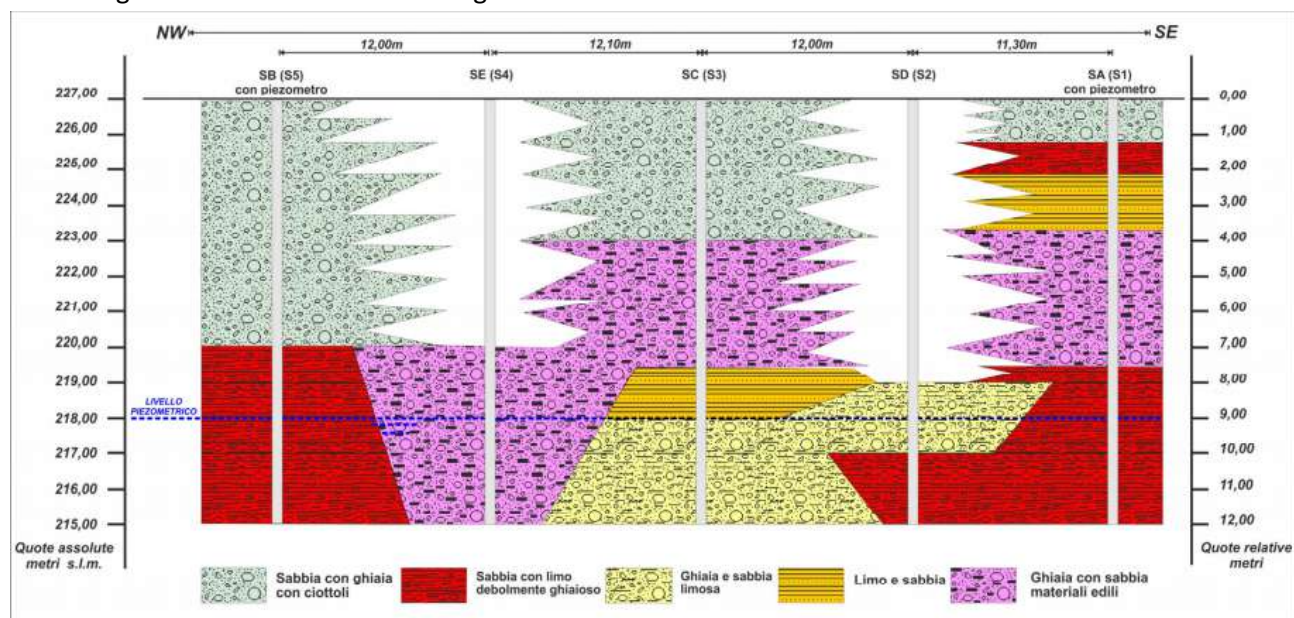 NW SE
12,00m 12,10m 12,00m 11,30m
SB (S5) SE (S4) SC (S3) SD (S2) SA (S1)
con piezometro con piezometro
227,00 0,00
226,00 1,00
225,00 2,00
224,00 3,00
223,00 4,00
222,00 5,00
221,00 6,00
220,00 7,00
219,00 8,00
LIVELLO
PIEZOMETRICO
218,00 9,00
217,00 10,00
216,00 11,00
215,00 12,00
Quote assolute Quote relative
metri s.l.m. metri
Sabbia con ghiaia Sabbia con limo Ghiaia e sabbia Limo e sabbia Ghiaia con sabbia
con ciottoli debolmente ghiaioso limosa materiali edili